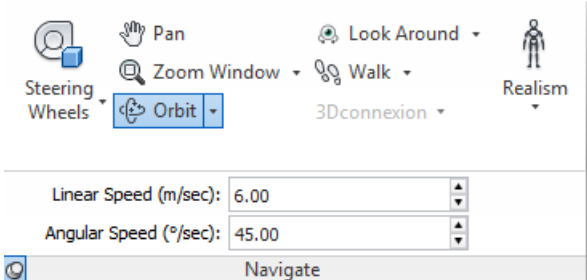 Steering
Wheels
Pan
Zoom Window
Orbit
Look Around
Walk
3Dconnexion
Realism
Linear Speed (m/sec): 6.00
Angular Speed (°/sec): 45.00
Navigate